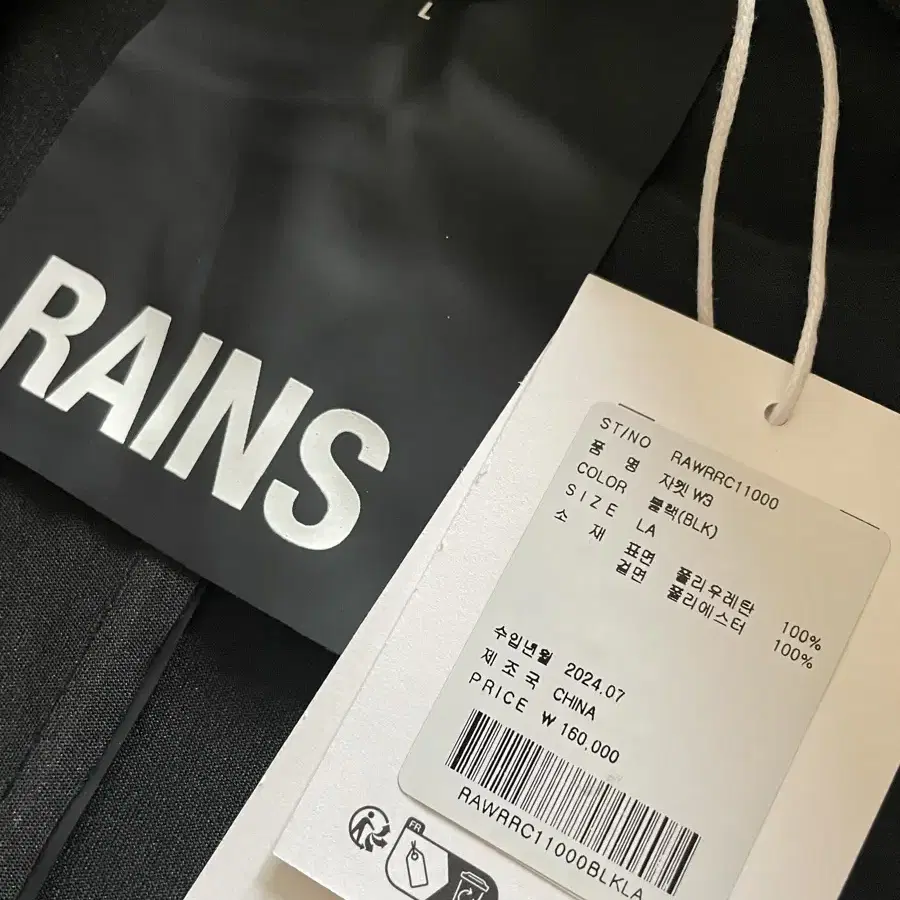 L
RAINS
ST/NO RAWRRC11000
품 명 자켓 W3
COLOR 블랙(BLK)
SIZE LA
소 재 표면 폴리우레탄 100%
겉면 폴리에스터 100%
수입년월 2024.07
제 조 국 CHINA
PRICE ₩ 160,000
RAWRRC11000BLKLA
FR